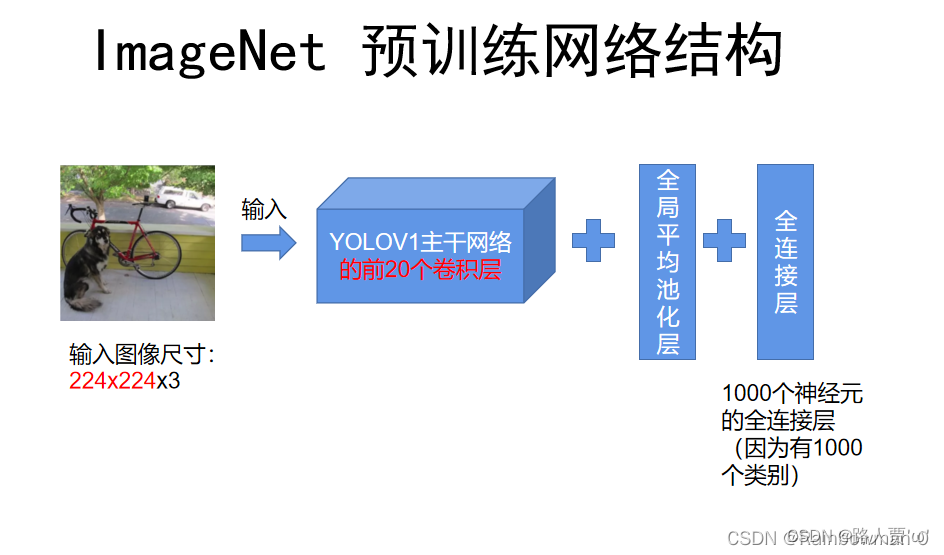 ImageNet 预训练网络结构
输入
YOLOV1主干网络
的前20个卷积层
全局平均池化层
全连接层
输入图像尺寸:
224x224x3
1000个神经元
的全连接层
（因为有1000
个类别）
CSDN @Rainbowman 0
CSDN @路人贾'ω'